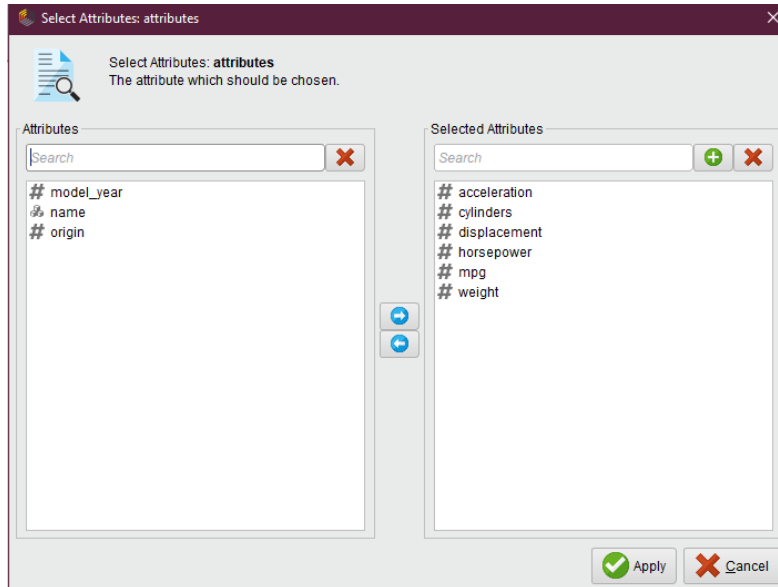 Select Attributes: attributes
Select Attributes: attributes
The attribute which should be chosen.
Attributes
Search
# model_year
name
# origin
Selected Attributes
Search
# acceleration
# cylinders
# displacement
# horsepower
# mpg
# weight
Apply
Cancel